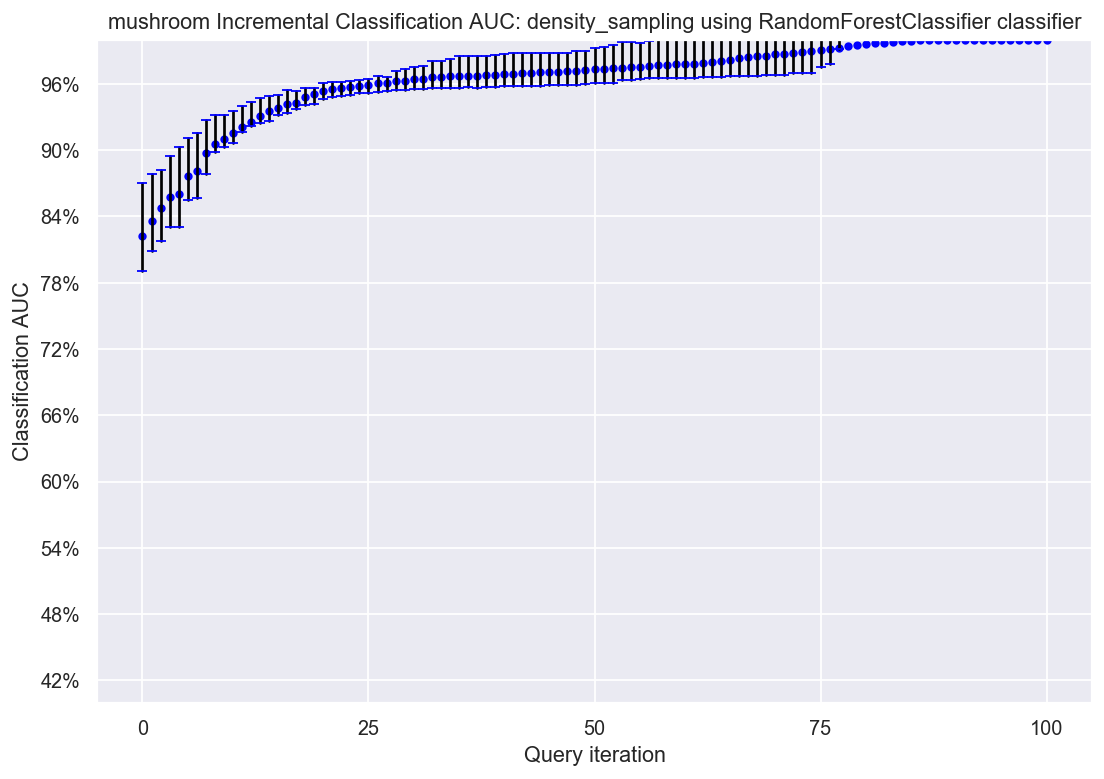 mushroom Incremental Classification AUC: density_sampling using RandomForestClassifier classifier
96%
90%
84%
78%
72%
66%
60%
54%
48%
42%
Classification AUC
0 25 50 75 100
Query iteration